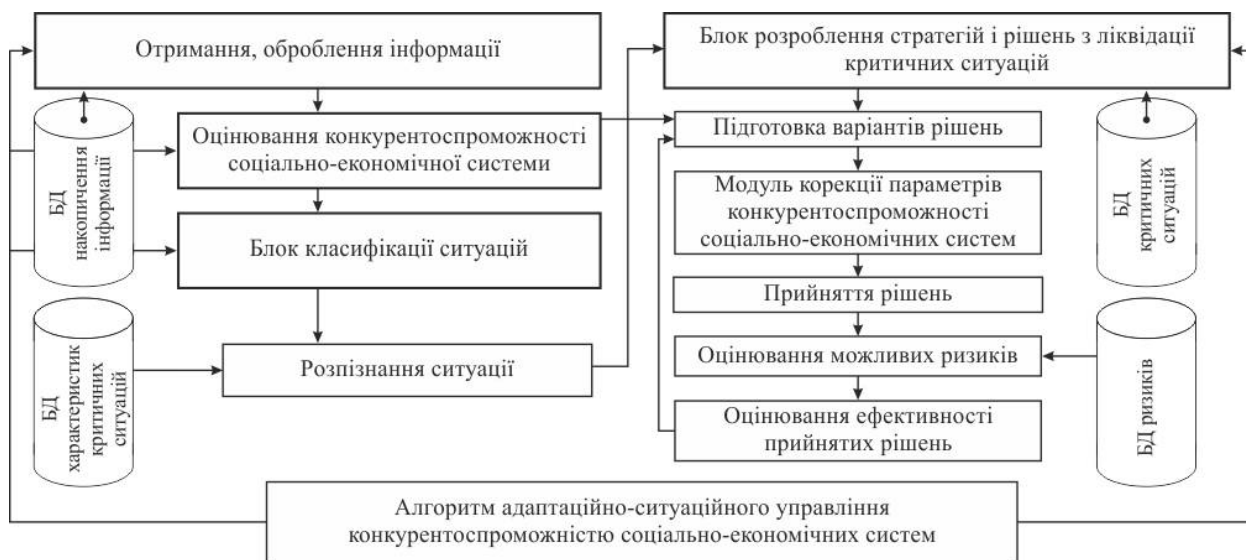 Отримання, оброблення інформації
БД
накопичення
інформації
Оцінювання конкурентоспроможності
соціально-економічної системи
Блок класифікації ситуацій
БД
характеристик
критичних
ситуацій
Розпізнання ситуації
Блок розроблення стратегій і рішень з ліквідації
критичних ситуацій
Підготовка варіантів рішень
Модуль корекції параметрів
конкурентоспроможності
соціально-економічних систем
Прийняття рішень
Оцінювання можливих ризиків
Оцінювання ефективності
прийнятих рішень
БД
критичних
ситуацій
БД ризиків
Алгоритм адаптаційно-ситуаційного управління
конкурентоспроможністю соціально-економічних систем